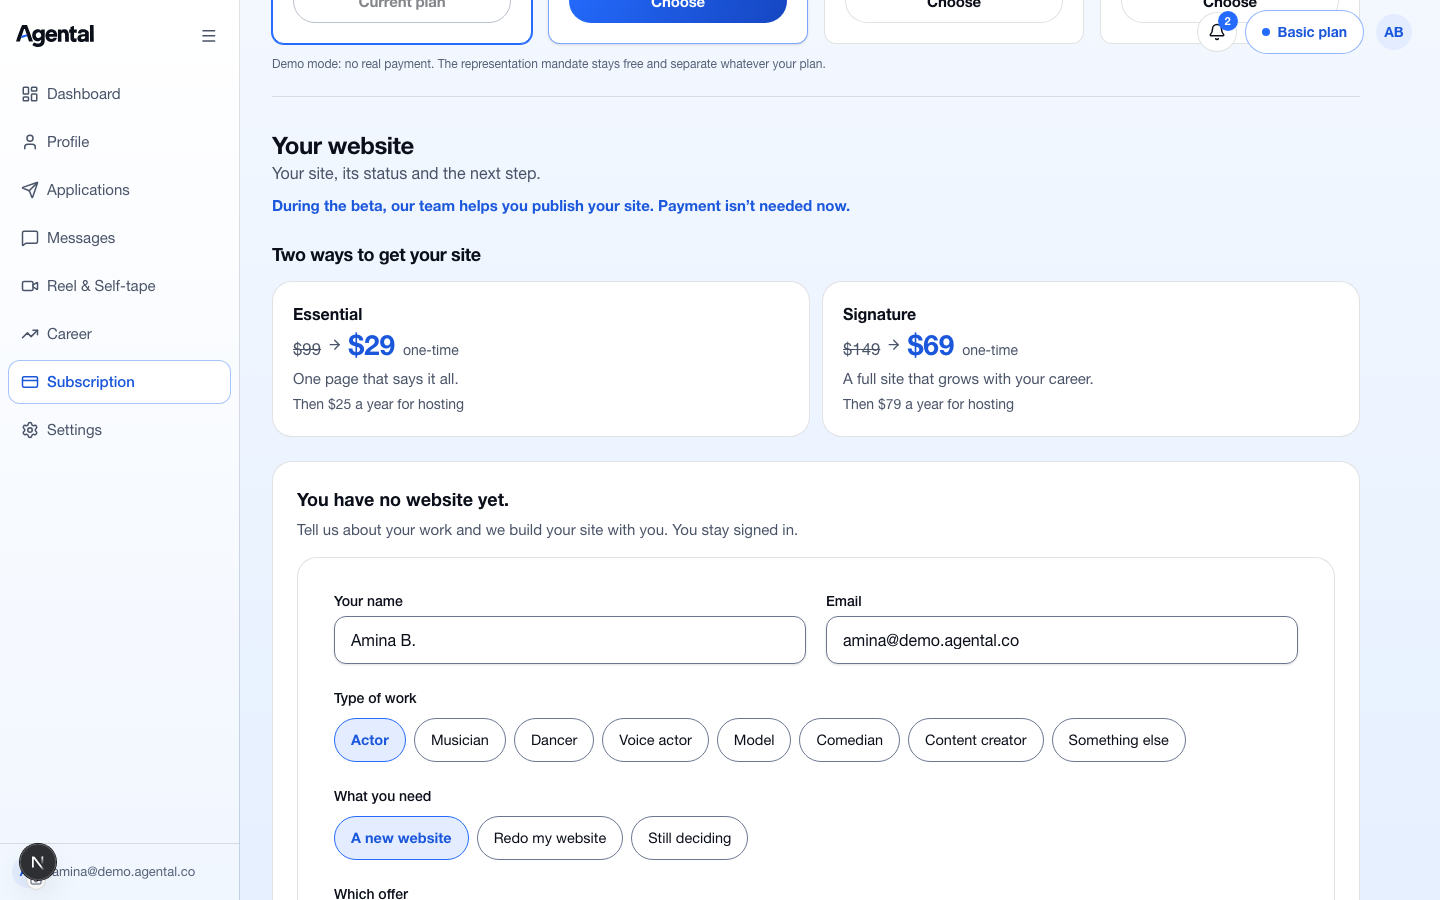 Agental
Dashboard
Profile
Applications
Messages
Reel & Self-tape
Career
Subscription
Settings
amina@demo.agental.co
Current plan
Choose
Choose
Choose
2
Basic plan
AB
Demo mode: no real payment. The representation mandate stays free and separate whatever your plan.
Your website
Your site, its status and the next step.
During the beta, our team helps you publish your site. Payment isn’t needed now.
Two ways to get your site
Essential
$99 → $29 one-time
One page that says it all.
Then $25 a year for hosting
Signature
$149 → $69 one-time
A full site that grows with your career.
Then $79 a year for hosting
You have no website yet.
Tell us about your work and we build your site with you. You stay signed in.
Your name
Amina B.
Email
amina@demo.agental.co
Type of work
Actor
Musician
Dancer
Voice actor
Model
Comedian
Content creator
Something else
What you need
A new website
Redo my website
Still deciding
Which offer
N